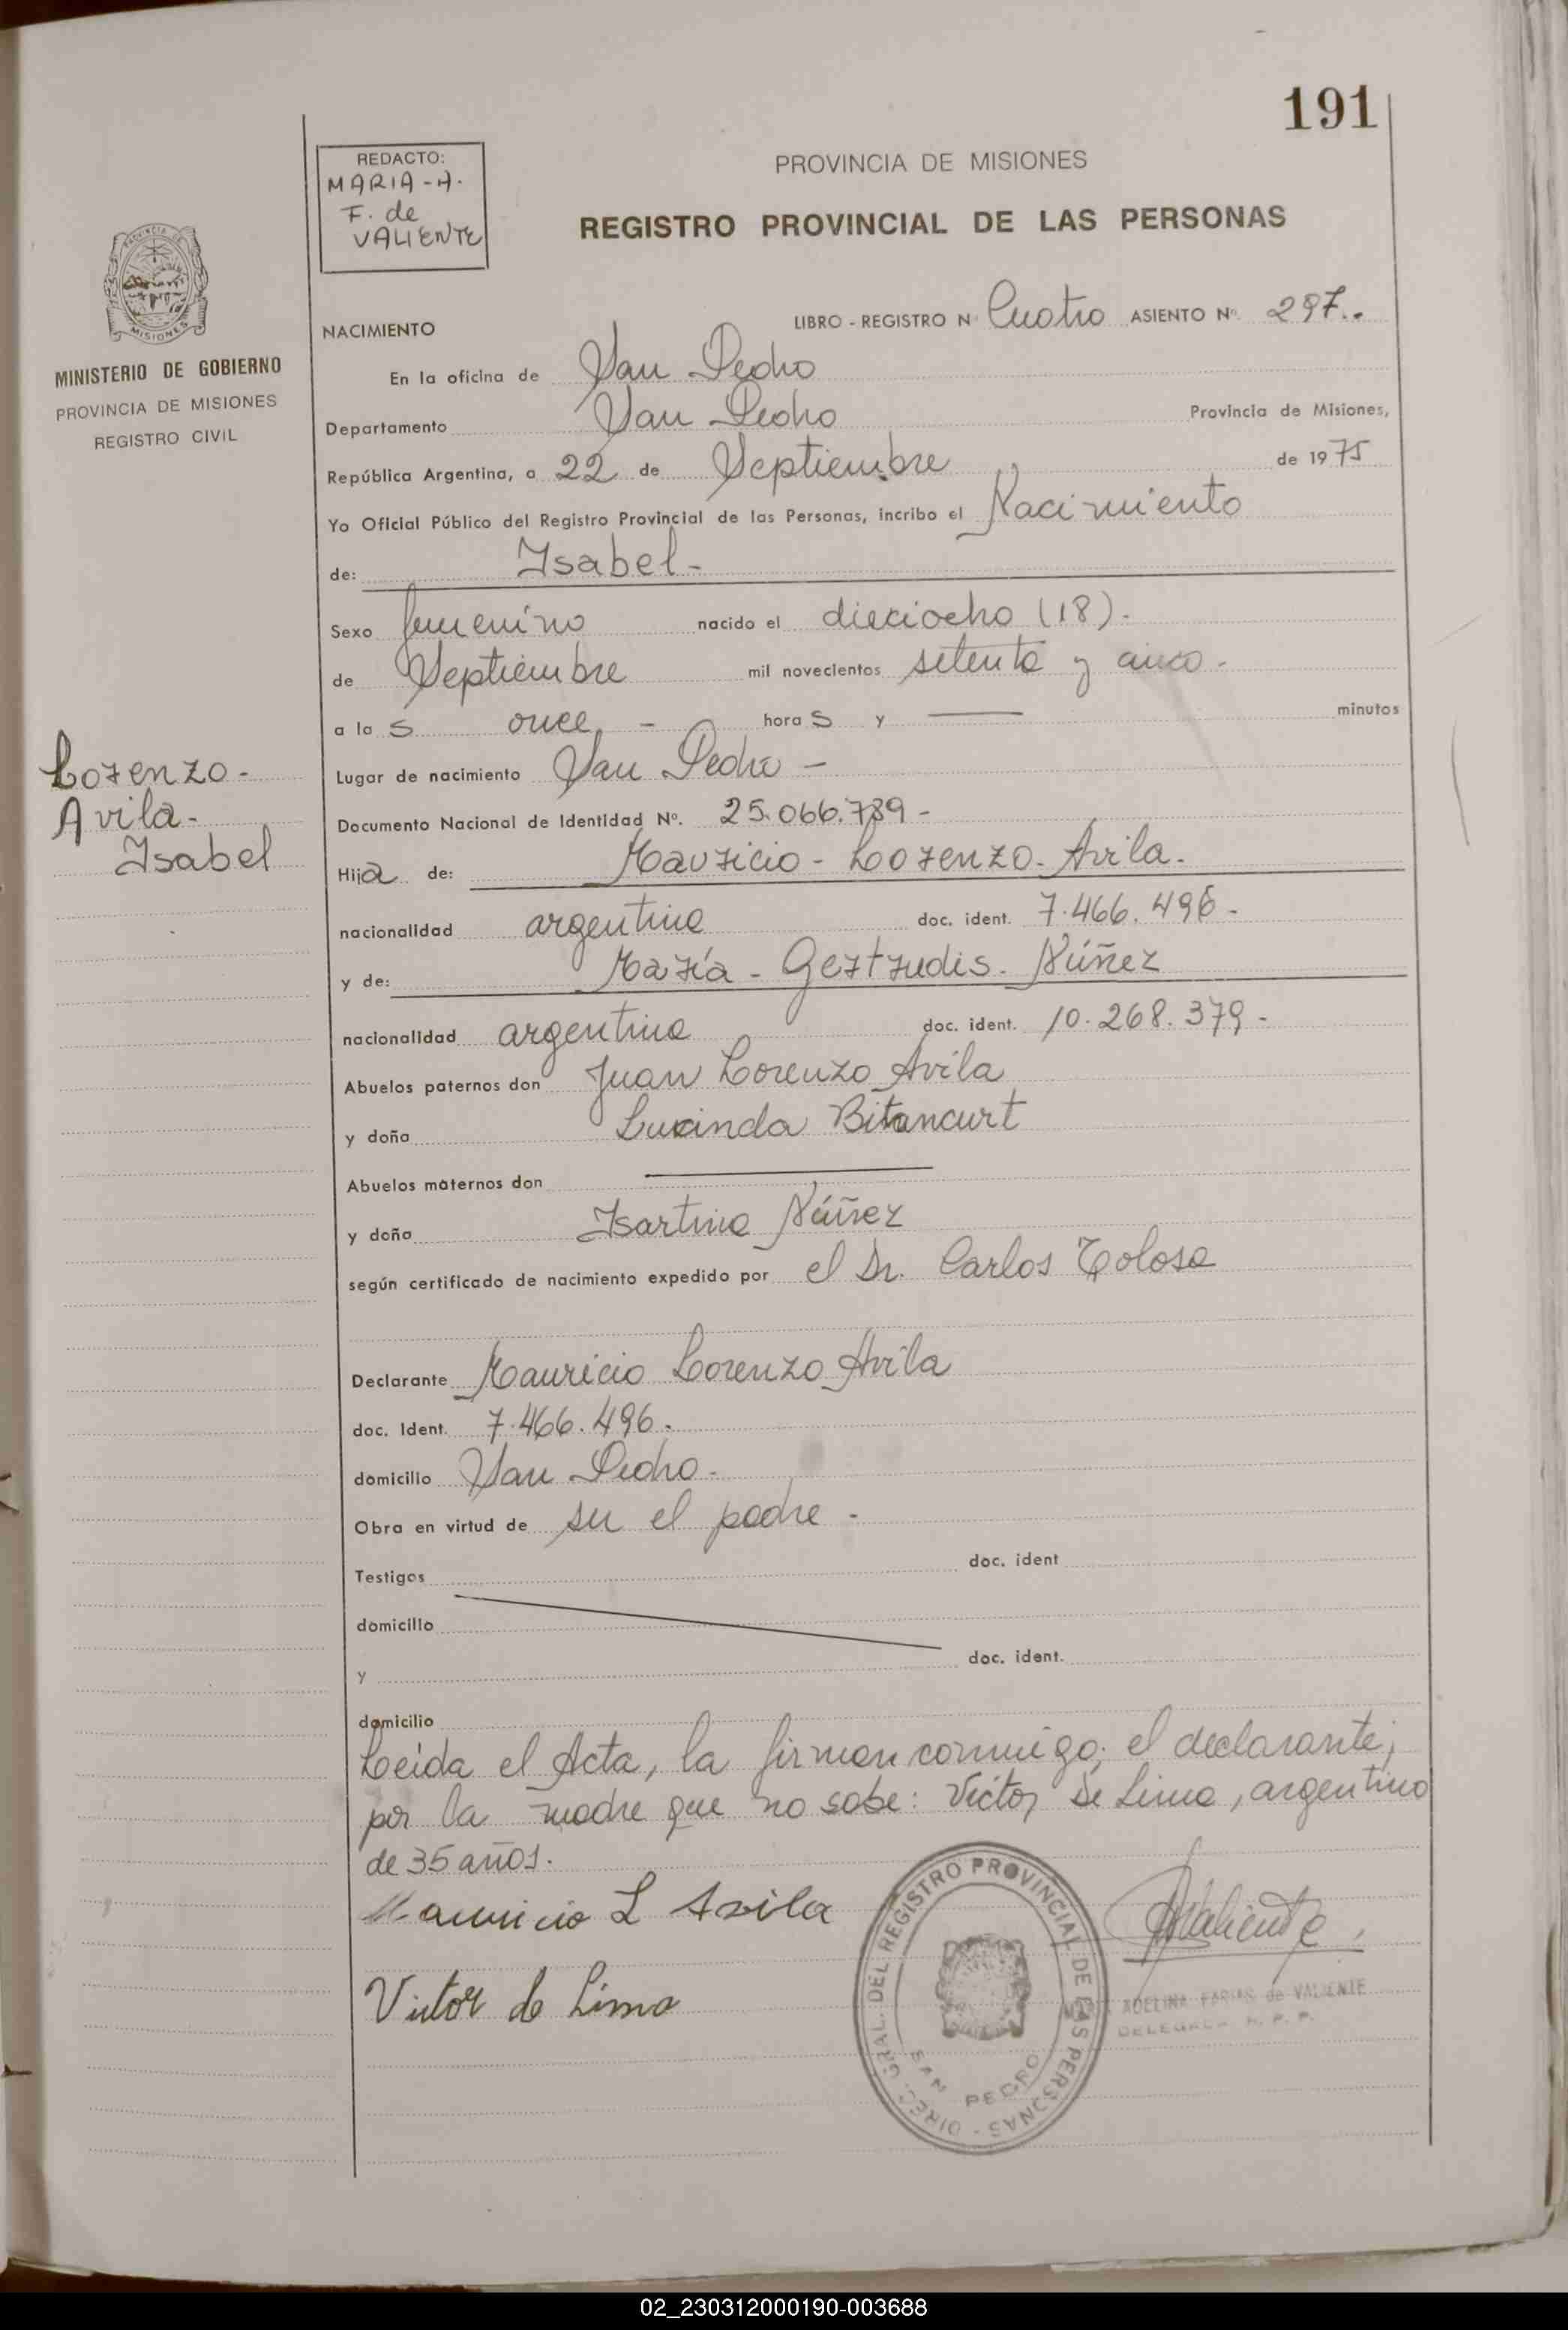 191
REDACTO:
MARIA-A.
F. de
VALIENTE
PROVINCIA DE MISIONES
REGISTRO PROVINCIAL DE LAS PERSONAS
PROVINCIA DE
MISIONES
MINISTERIO DE GOBIERNO
PROVINCIA DE MISIONES
REGISTRO CIVIL
NACIMIENTO
LIBRO - REGISTRO N Cuatro ASIENTO Nº. 297..
En la oficina de San Pedro
Departamento San Pedro Provincia de Misiones,
República Argentina, a 22 de Septiembre de 1975
Yo Oficial Público del Registro Provincial de las Personas, incribo el Nacimiento
de: Isabel-
Sexo femenino nacido el dieciocho (18).
de Septiembre mil novecientos setenta y cinco-
a la s once, - hora s y — minutos
Lugar de nacimiento San Pedro -
Lorenzo-
Avila-
Isabel
Documento Nacional de Identidad Nº. 25.066.789-
Hija de: Mauricio - Lorenzo - Avila.
nacionalidad argentino doc. ident. 7.466.496-
y de: María - Gertrudis - Núñez
nacionalidad argentina doc. ident. 10.268.379-
Abuelos paternos don Juan Lorenzo Avila
y doña Lucinda Bitancurt
Abuelos maternos don —
y doña Isartina Núñez
según certificado de nacimiento expedido por el Dr. Carlos Tolosa
Declarante Mauricio Lorenzo Avila
doc. Ident. 7.466.496.
domicilio San Pedro-
Obra en virtud de ser el padre -
Testigos doc. ident
domicilio
y doc. ident.
domicilio
Leída el Acta, la firman conmigo; el declarante;
por la madre que no sabe: Víctor De Lima, argentino
de 35 años.
Mauricio L Avila
Victor de Lima
Valiente
DIREC. GRAL. DEL REGISTRO PROVINCIAL DE LAS PERSONAS -
SAN PEDRO
ADELINA FARIAS de VALIENTE
DELEGADA R. P. P.
02_230312000190-003688